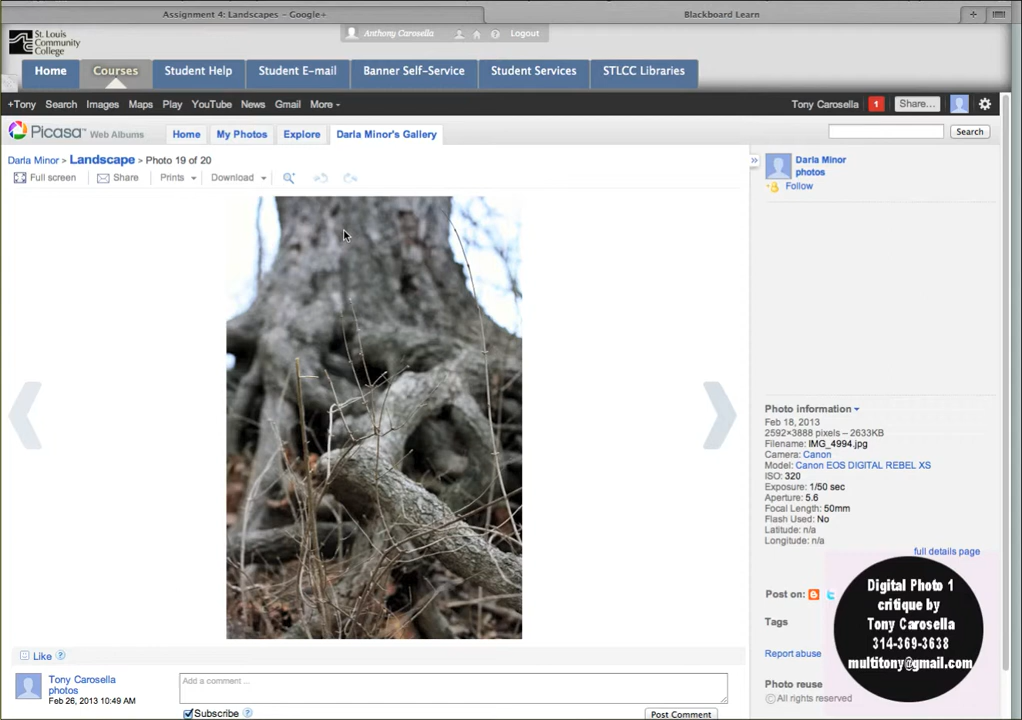 Assignment 4: Landscapes – Google+
Blackboard Learn
St. Louis
Community
College
Anthony Carosella
Logout
Home
Courses
Student Help
Student E-mail
Banner Self-Service
Student Services
STLCC Libraries
+Tony Search Images Maps Play YouTube News Gmail More
Tony Carosella 1 Share...
Picasa™ Web Albums
Home
My Photos
Explore
Darla Minor's Gallery
Search
Darla Minor > Landscape > Photo 19 of 20
Full screen
Share
Prints
Download
»
Darla Minor
photos
Follow
Photo information
Feb 18, 2013
2592×3888 pixels – 2633KB
Filename: IMG_4994.jpg
Camera: Canon
Model: Canon EOS DIGITAL REBEL XS
ISO: 320
Exposure: 1/50 sec
Aperture: 5.6
Focal Length: 50mm
Flash Used: No
Latitude: n/a
Longitude: n/a
full details page
Post on:
Tags
Report abuse
Photo reuse
© All rights reserved
Digital Photo 1
critique by
Tony Carosella
314-369-3638
multitony@gmail.com
Like ?
Tony Carosella
photos
Feb 26, 2013 10:49 AM
Add a comment ...
Subscribe ?
Post Comment